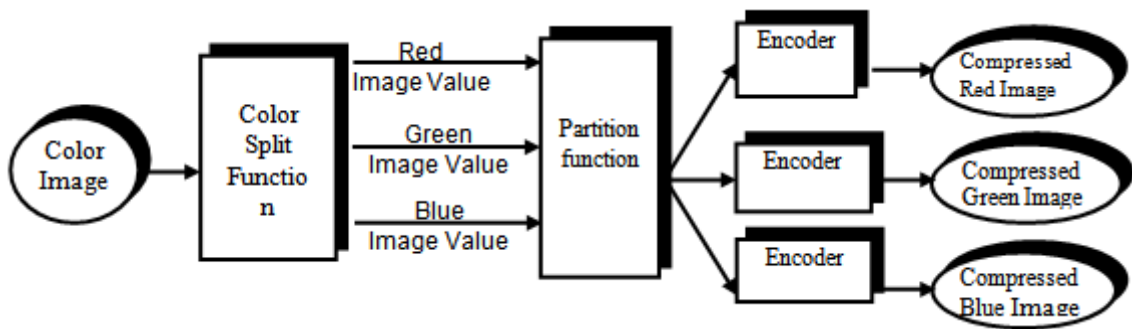 Color
Image
Color
Split
Functio
n
Red
Image Value
Green
Image Value
Blue
Image Value
Partition
function
Encoder
Compressed
Red Image
Encoder
Compressed
Green Image
Encoder
Compressed
Blue Image